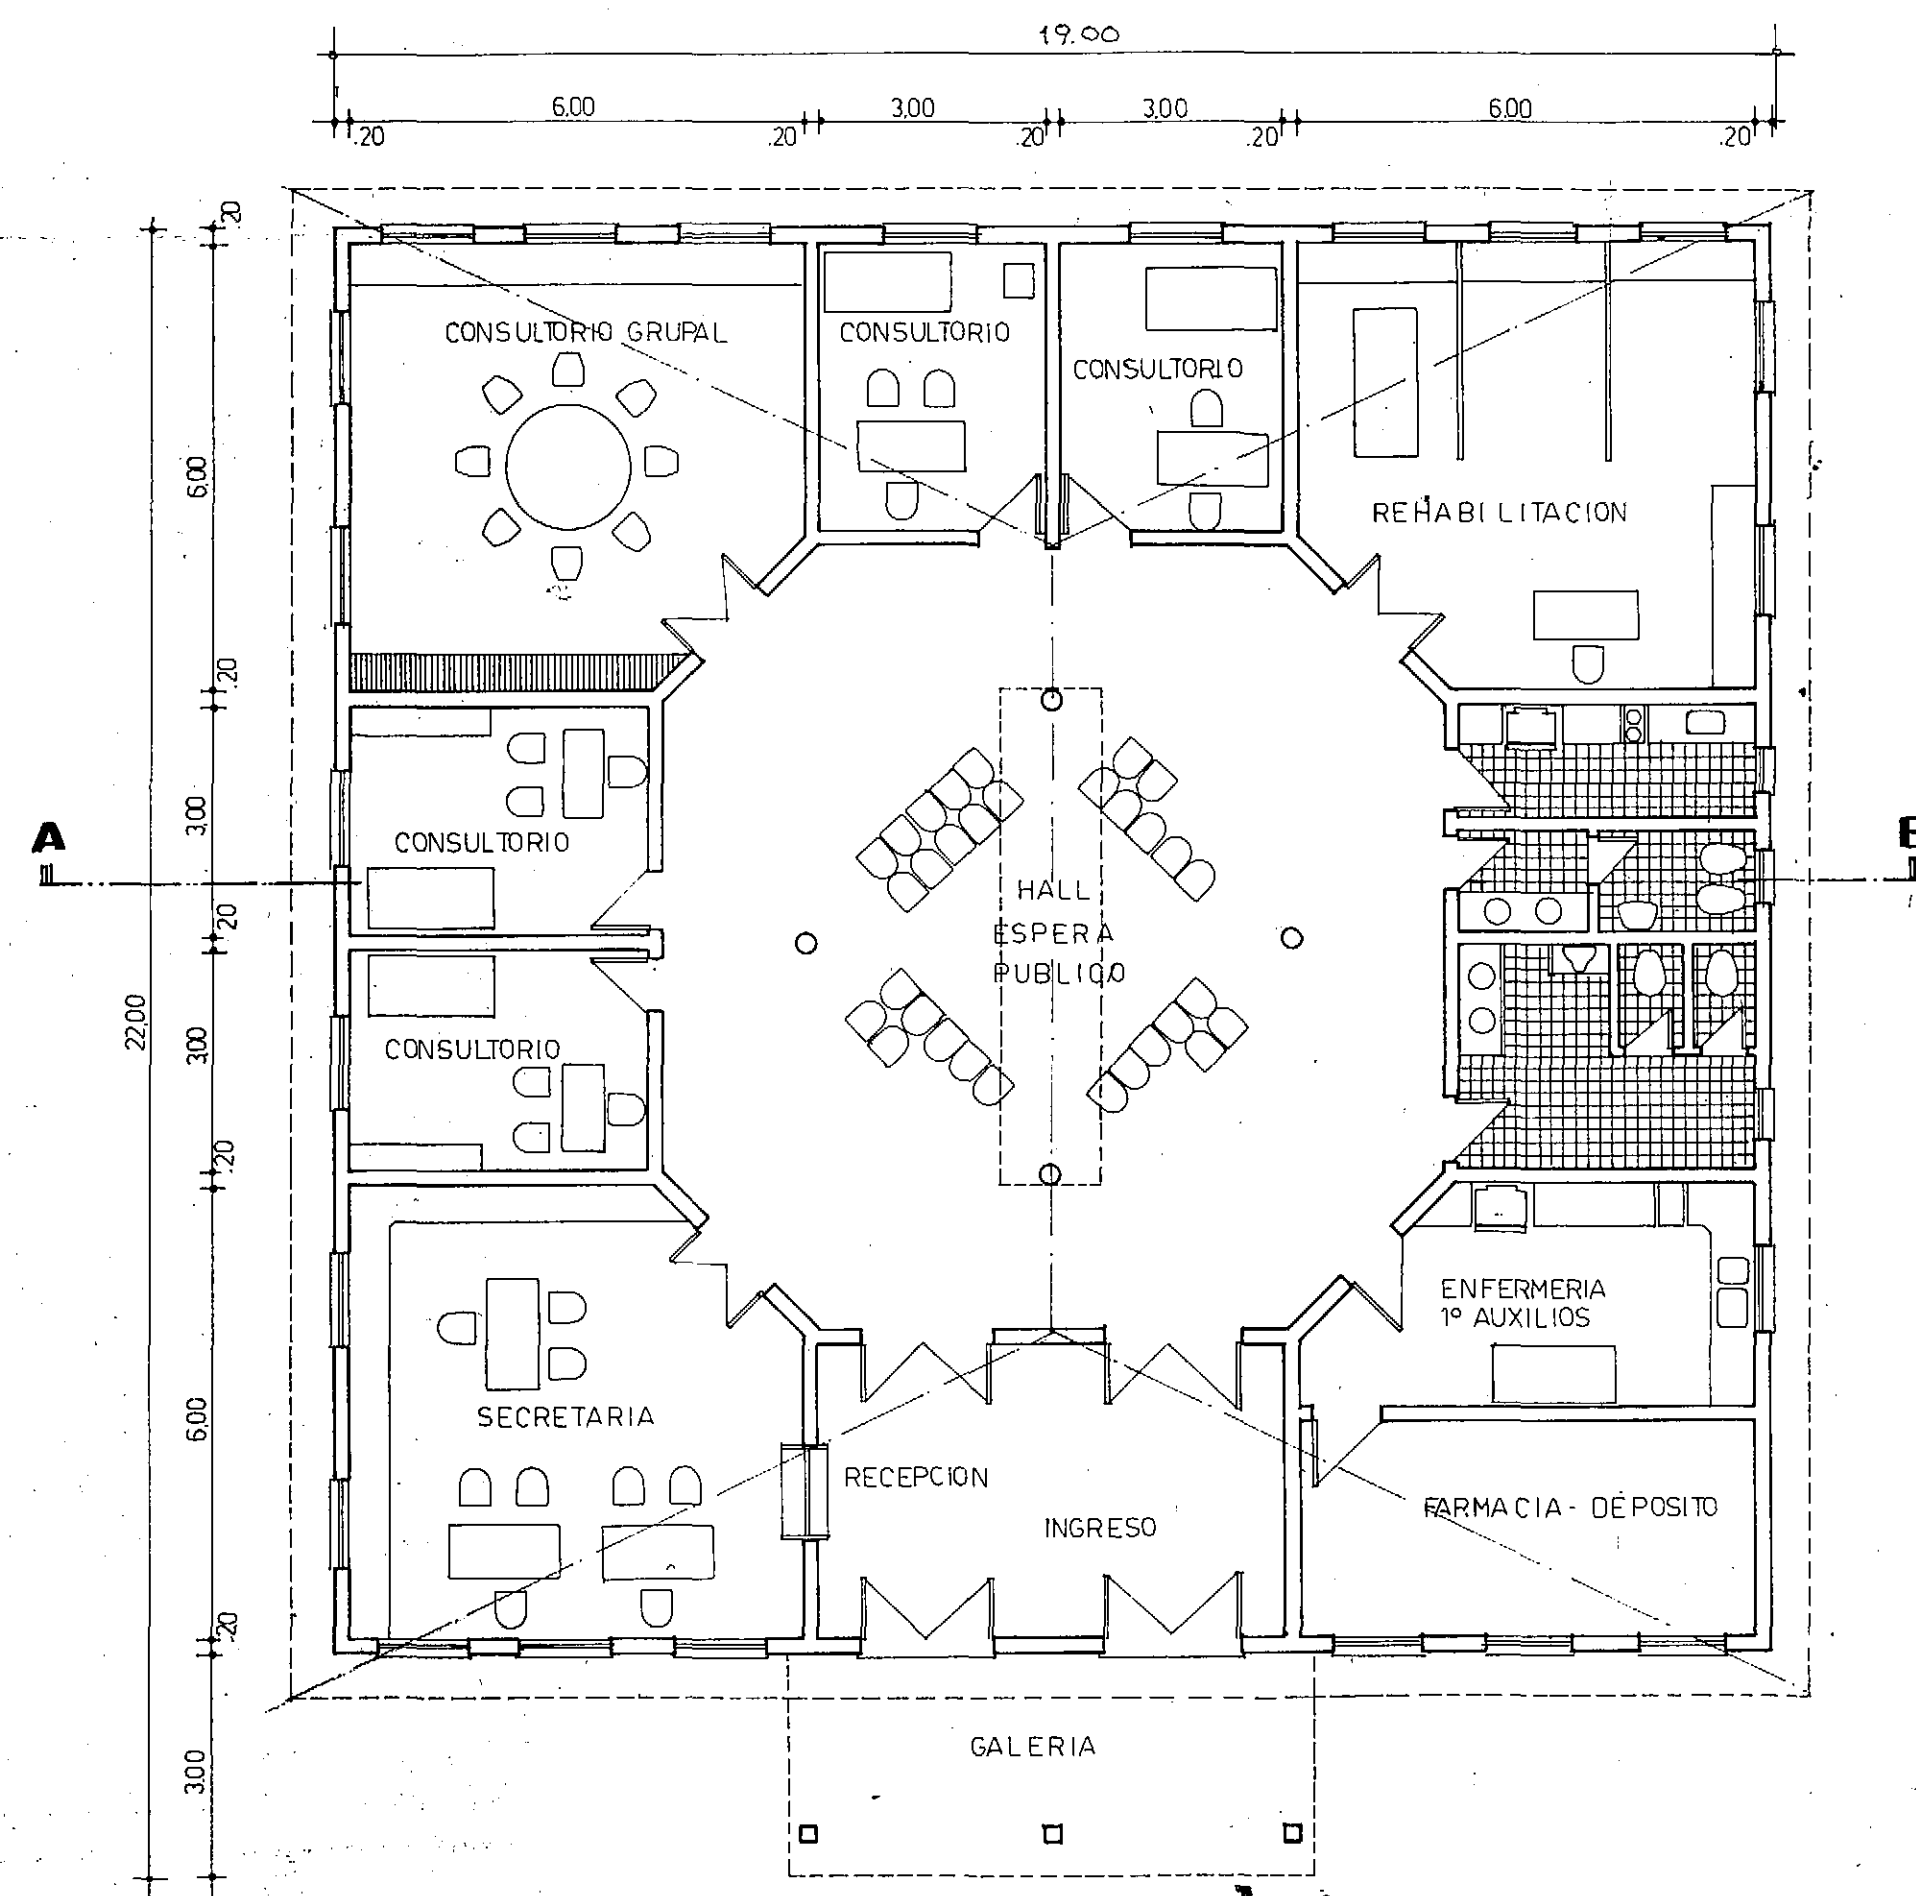 19.00
6,00 3,00 3,00 6,00
.20 .20 .20 .20 .20
.20
CONSULTORIO GRUPAL
CONSULTORIO
CONSULTORIO
6,00
REHABILITACION
.20
3,00
CONSULTORIO
A
HALL
ESPERA
PUBLICO
.20
22,00
300
CONSULTORIO
.20
ENFERMERIA
1º AUXILIOS
6,00
SECRETARIA
RECEPCION
FARMACIA - DEPOSITO
INGRESO
.20
GALERIA
3,00